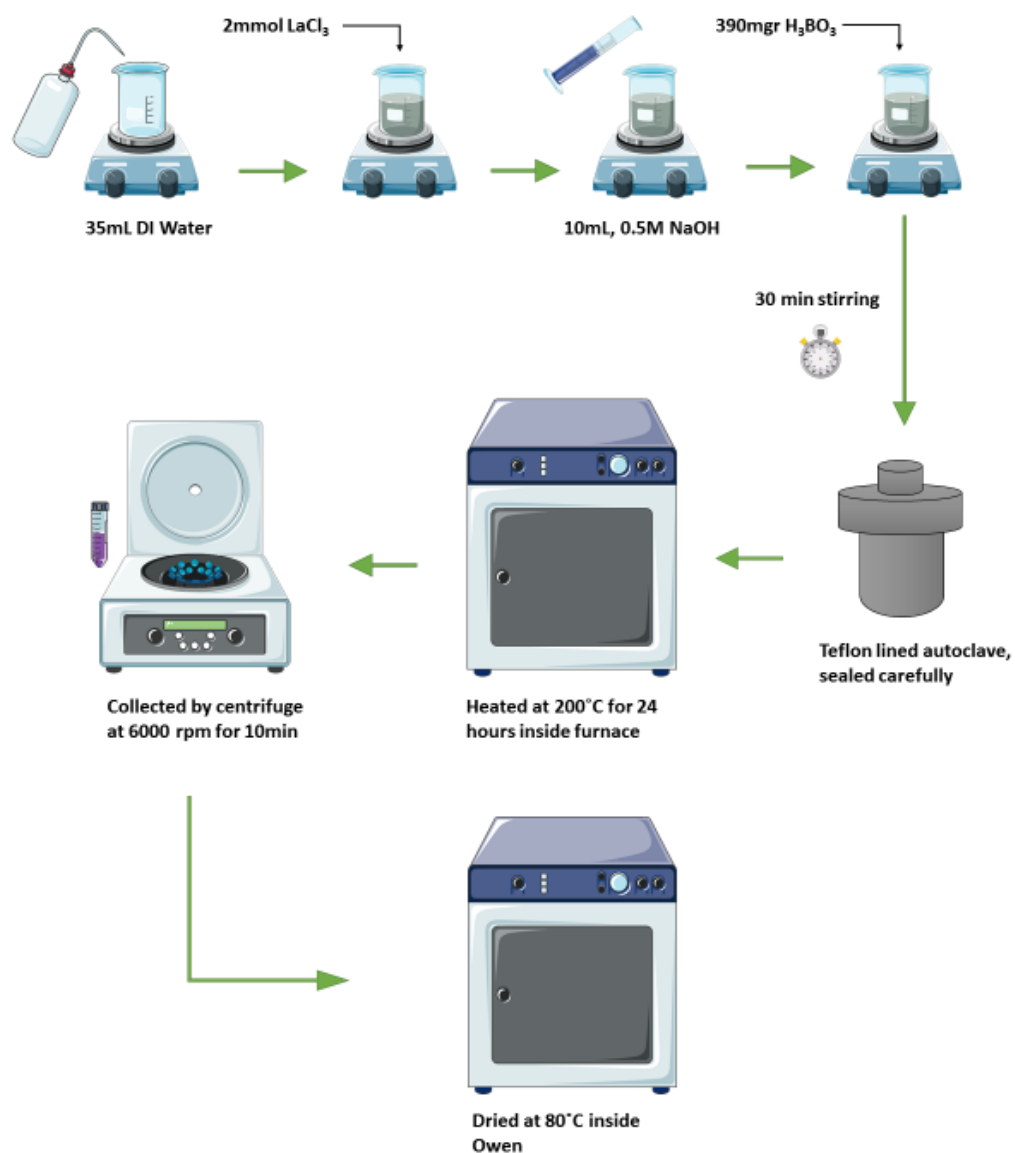 2mmol LaCl₃
390mgr H₃BO₃
35mL DI Water
10mL, 0.5M NaOH
30 min stirring
Teflon lined autoclave,
sealed carefully
Heated at 200˚C for 24
hours inside furnace
Collected by centrifuge
at 6000 rpm for 10min
Dried at 80˚C inside
Owen